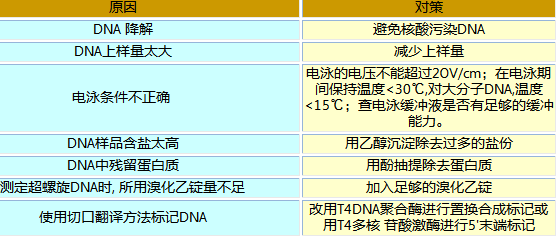 原因 对策
DNA 降解 避免核酸污染DNA
DNA上样量太大 减少上祥量
电泳条件不正确 电泳的电压不能超过20V/cm；在电泳期
间保持温度<30℃,对大分子DNA,温度
<15℃；查电泳缓冲液是否有足够的缓冲
能力。
DNA样品含盐太高 用乙醇沉淀除去过多的盐份
DNA中残留蛋白质 用酚抽提除去蛋白质
测定超螺旋DNA时, 所用溴化乙锭量不足 加入足够的溴化乙锭
使用切口翻译方法标记DNA 改用T4DNA聚合酶进行置换合成标记或
用T4多核 苷酸激酶进行5'末端标记